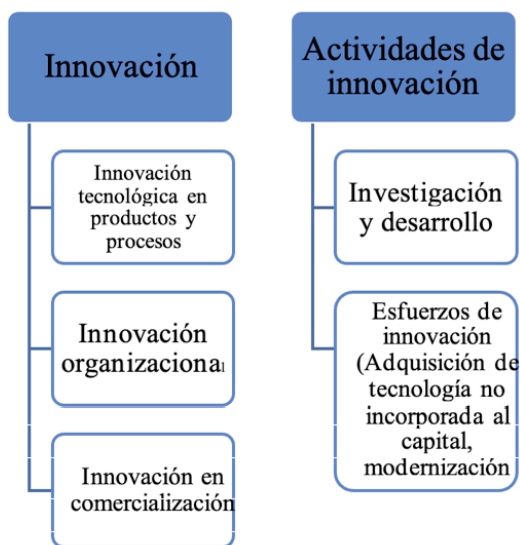 Innovación
Innovación
tecnológica en
productos y
procesos
Innovación
organizacional
Innovación en
comercialización
Actividades de
innovación
Investigación
y desarrollo
Esfuerzos de
innovación
(Adquisición de
tecnología no
incorporada al
capital,
modernización